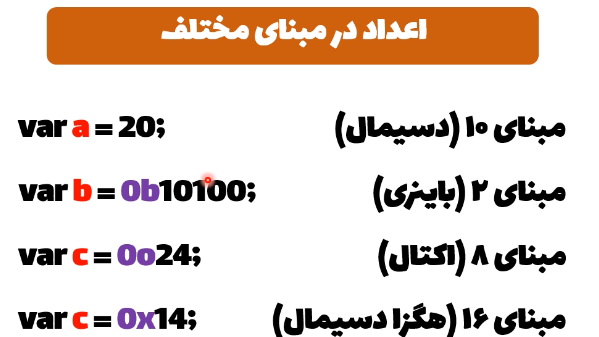 اعداد در مبنای مختلف
مبنای ۱۰ (دسیمال) var a = 20;
مبنای ۲ (باینری) var b = 0b10100;
مبنای ۸ (اکتال) var c = 0o24;
مبنای ۱۶ (هگزا دسیمال) var c = 0x14;